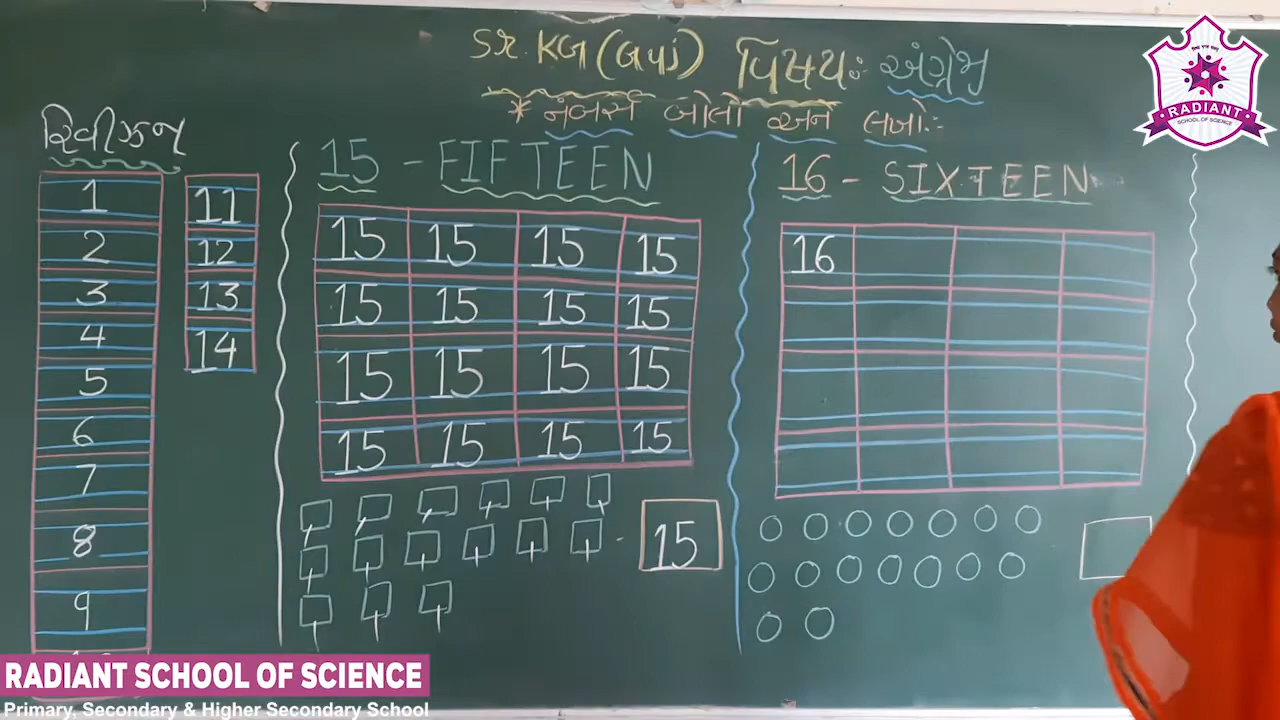 Sr. KG (Guj) વિષય:- અંગ્રેજી
* નંબર્સ બોલો અને લખો:-
રિવીઝન
1
2
3
4
5
6
7
8
9
11
12
13
14
15 - FIFTEEN
15 15 15 15
15 15 15 15
15 15 15 15
15 15 15 15
- 15
16 - SIXTEEN
16
RADIANT
SCHOOL OF SCIENCE
RADIANT SCHOOL OF SCIENCE
Primary, Secondary & Higher Secondary School